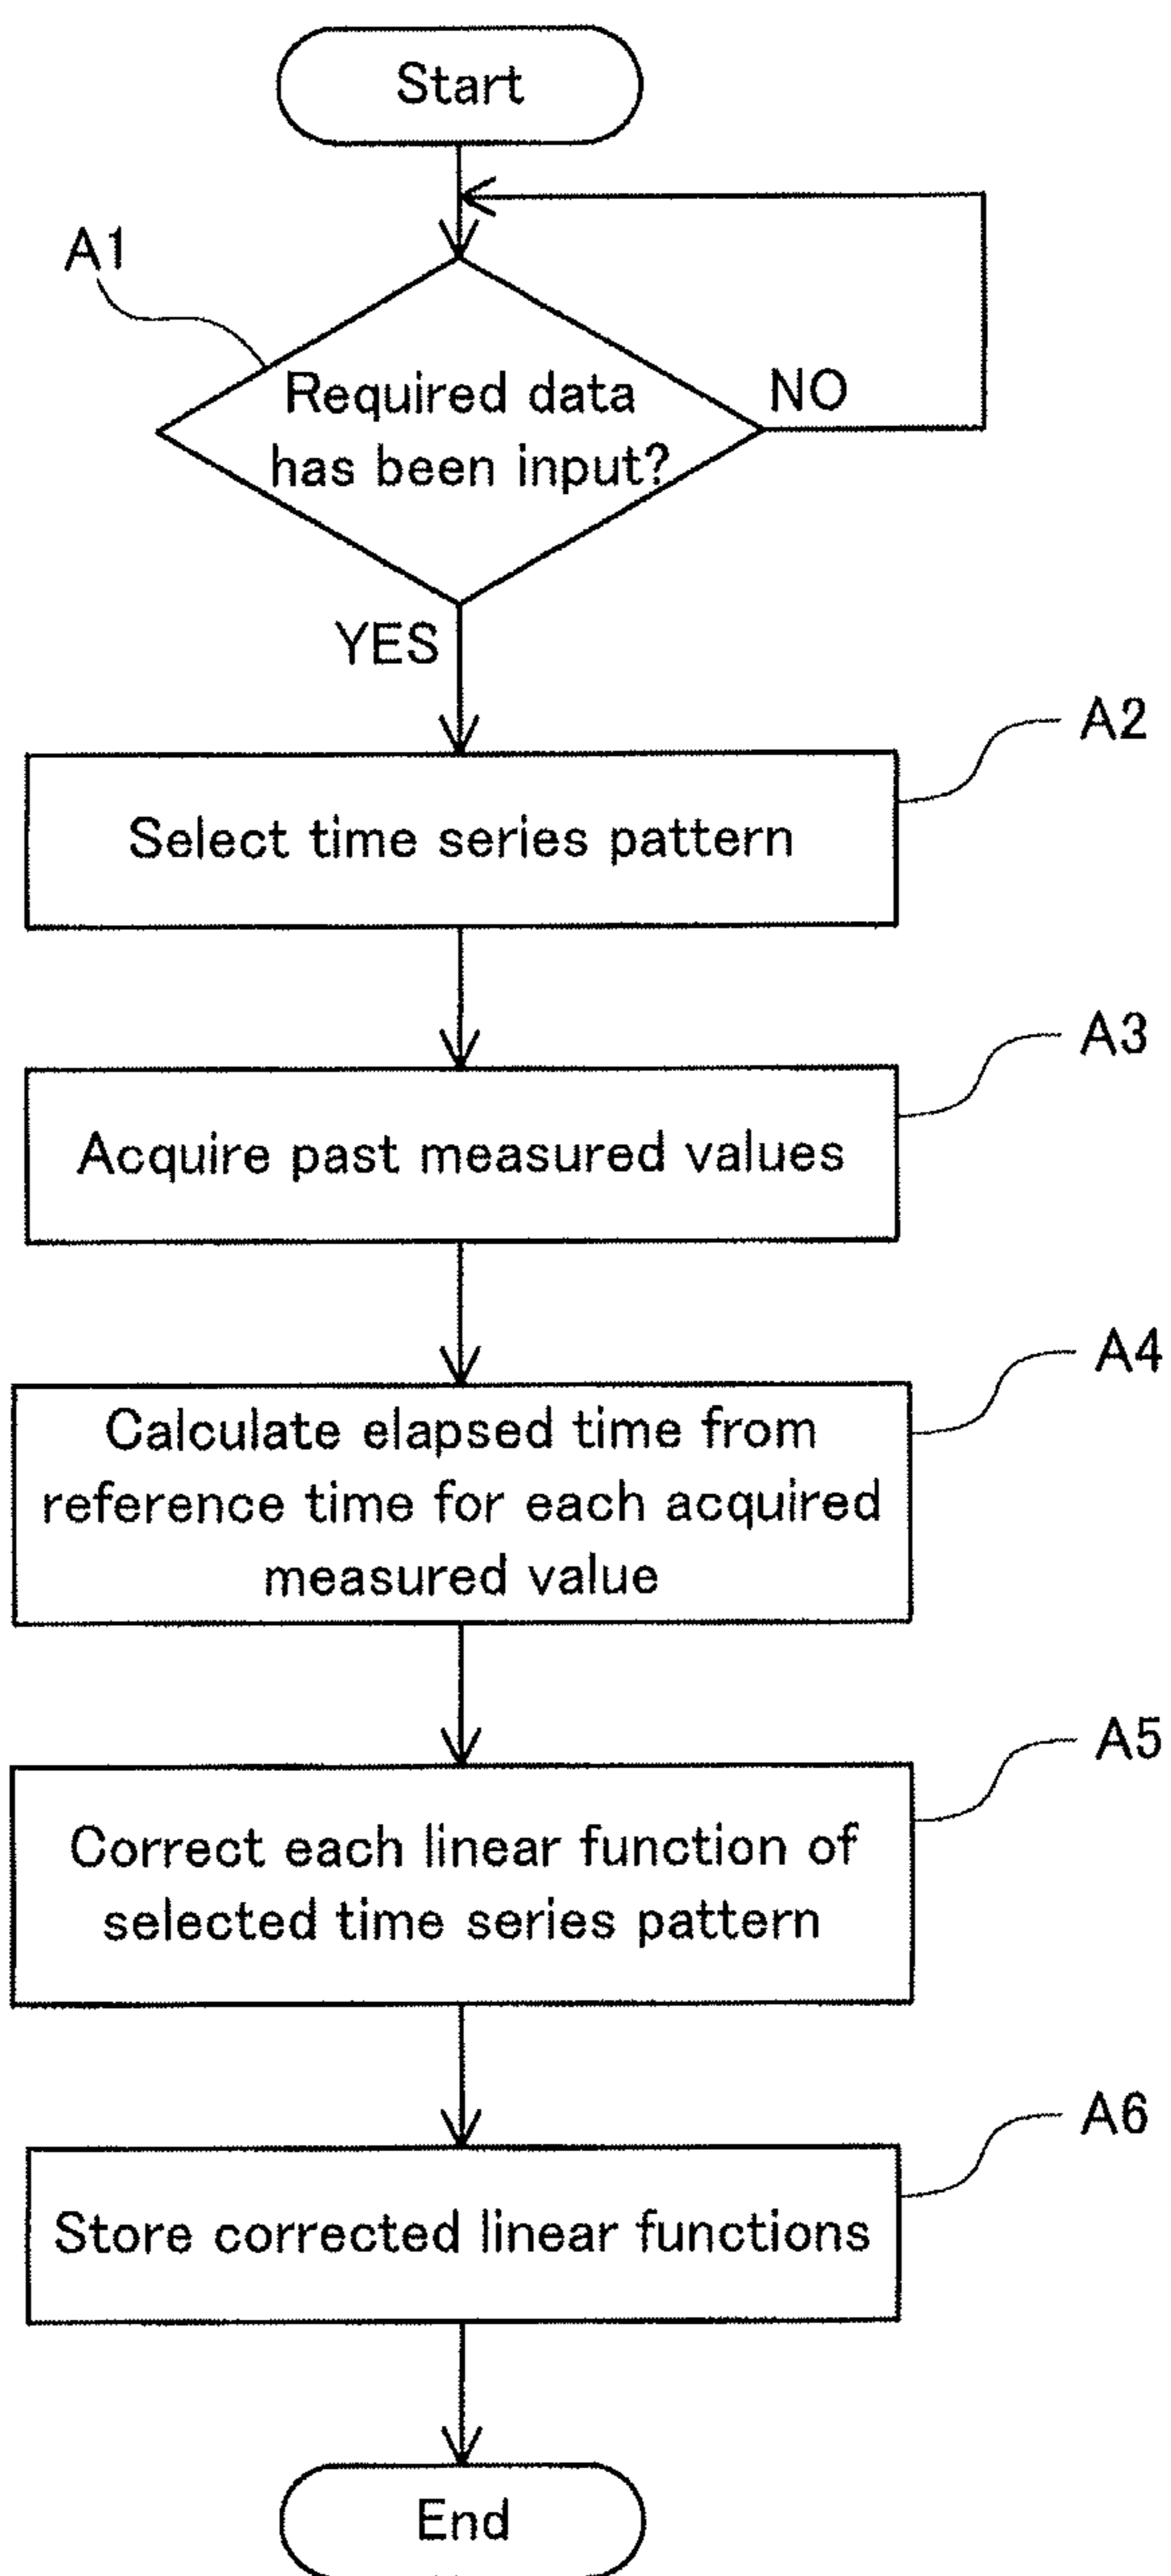 Start
A1
Required data
has been input?
NO
YES
A2
Select time series pattern
A3
Acquire past measured values
A4
Calculate elapsed time from
reference time for each acquired
measured value
A5
Correct each linear function of
selected time series pattern
A6
Store corrected linear functions
End